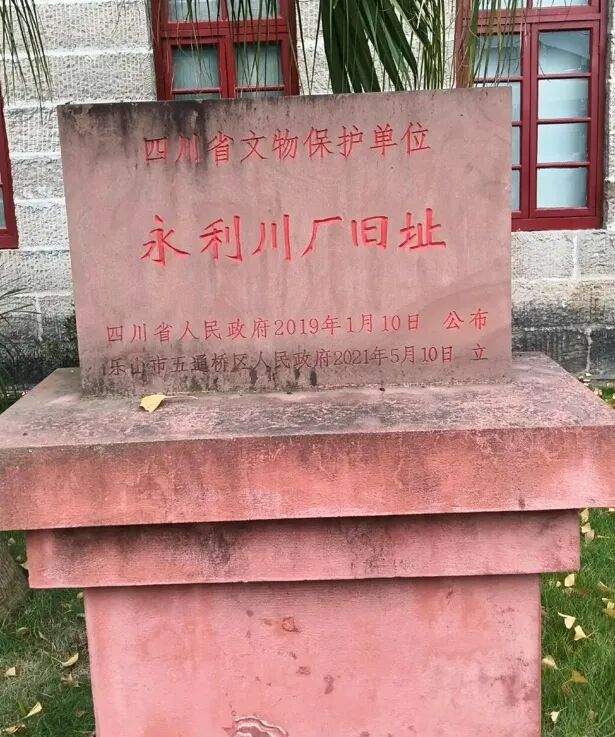 四川省文物保护单位
永利川厂旧址
四川省人民政府2019年1月10日 公布
乐山市五通桥区人民政府2021年5月10日 立